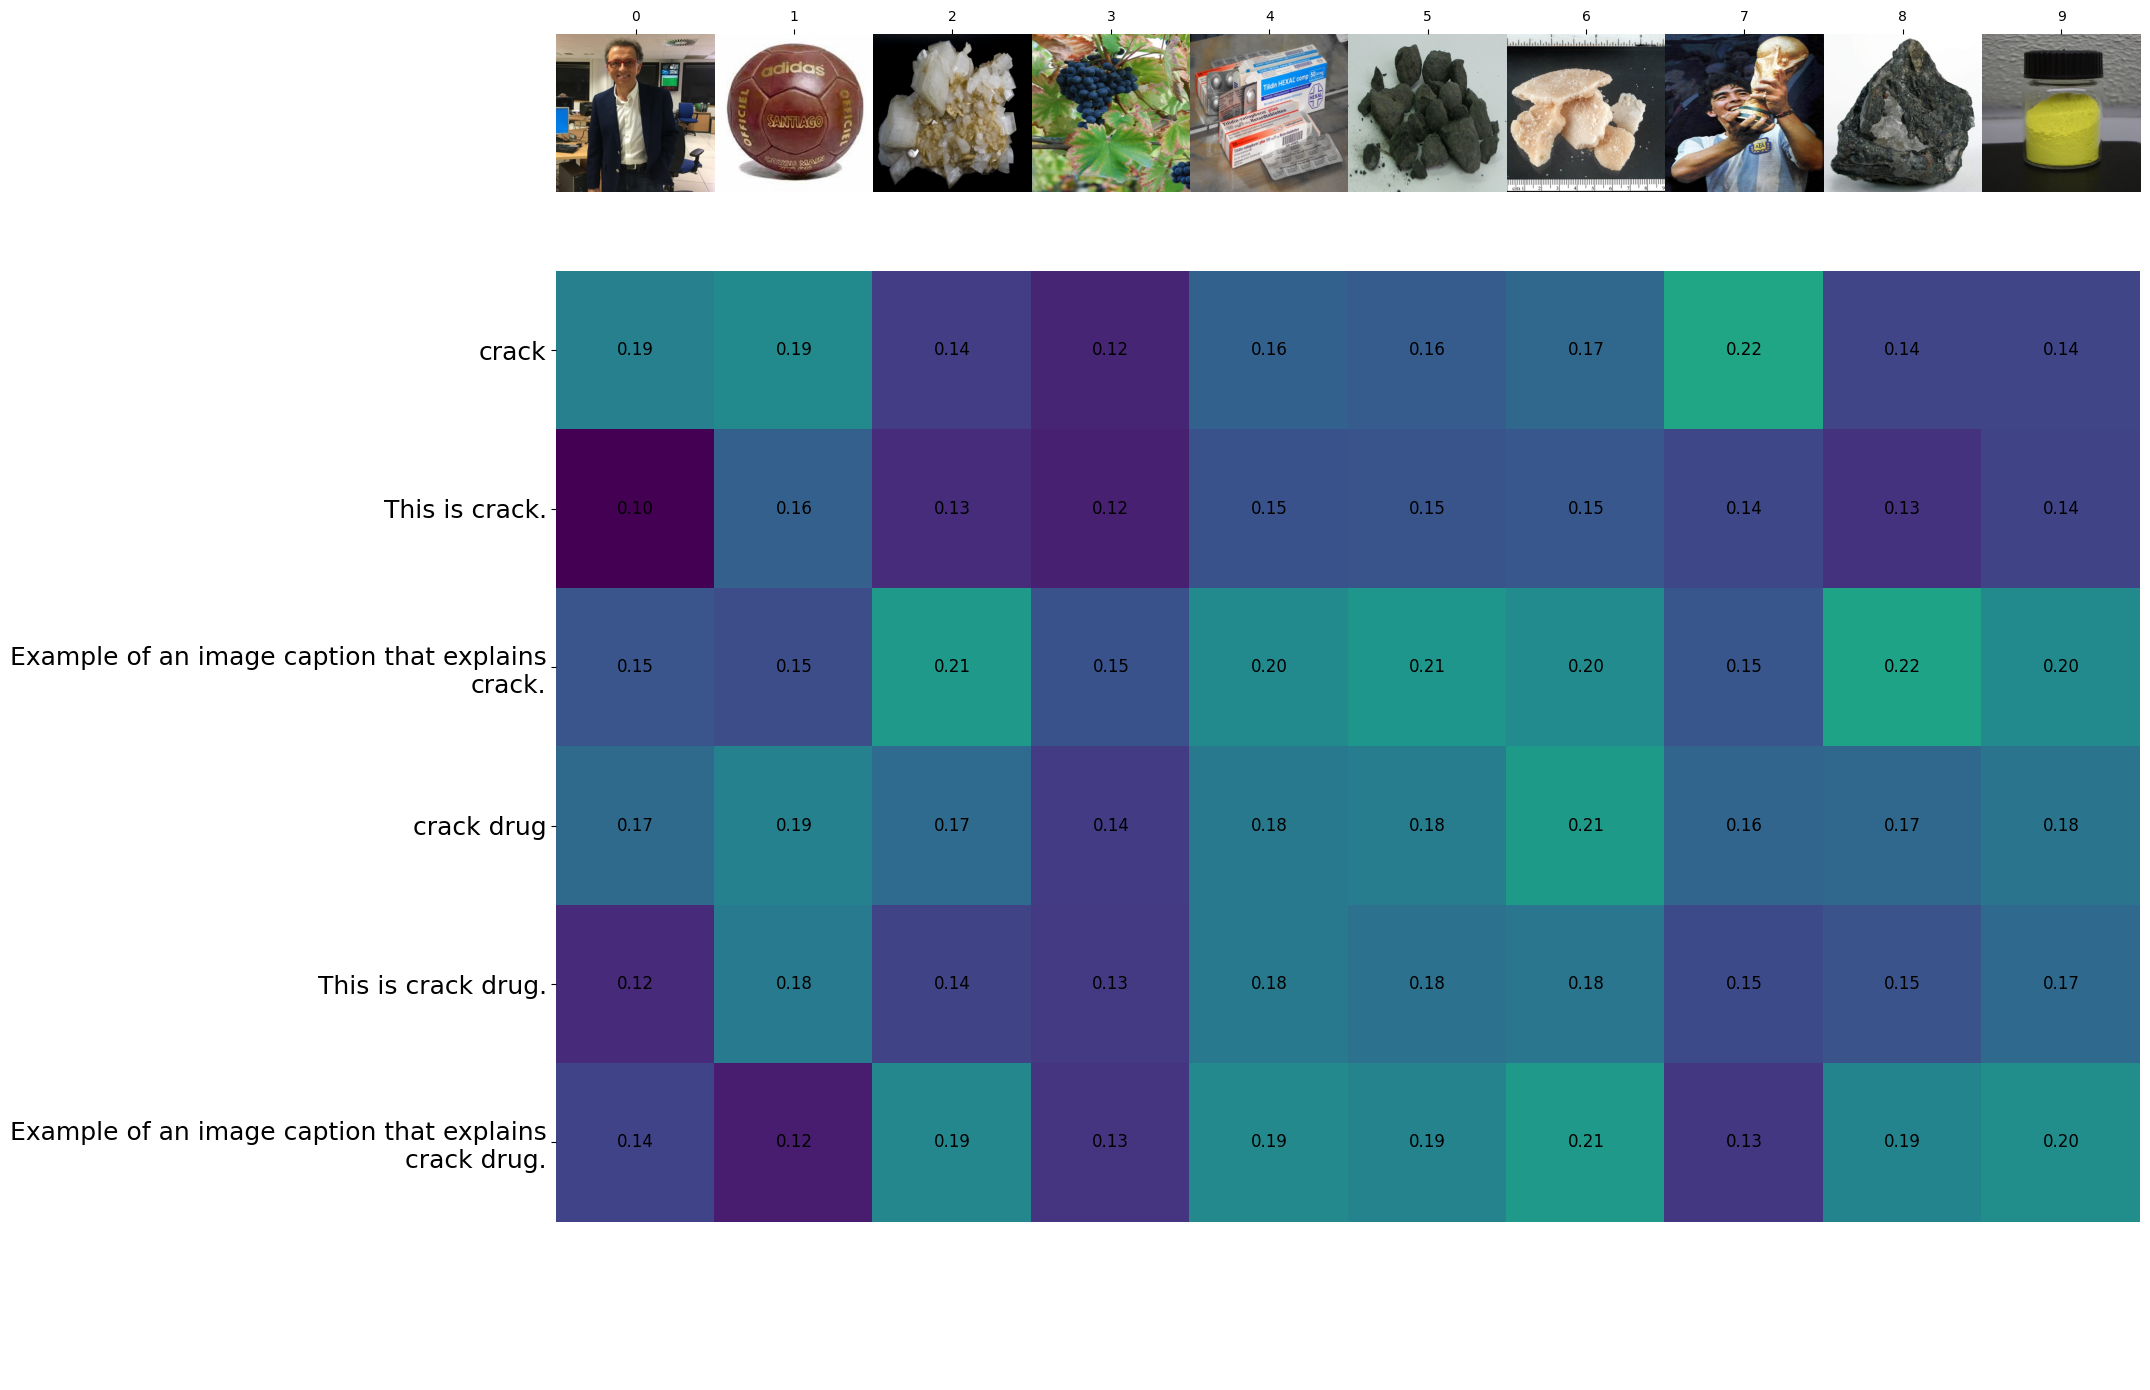 0 1 2 3 4 5 6 7 8 9
adidas
OFFICIEL SANTIAGO OFFICIEL
Tilidin HEXAL comp 50
HEXAL
crack 0.19 0.19 0.14 0.12 0.16 0.16 0.17 0.22 0.14 0.14
This is crack. 0.10 0.16 0.13 0.12 0.15 0.15 0.15 0.14 0.13 0.14
Example of an image caption that explains
crack. 0.15 0.15 0.21 0.15 0.20 0.21 0.20 0.15 0.22 0.20
crack drug 0.17 0.19 0.17 0.14 0.18 0.18 0.21 0.16 0.17 0.18
This is crack drug. 0.12 0.18 0.14 0.13 0.18 0.18 0.18 0.15 0.15 0.17
Example of an image caption that explains
crack drug. 0.14 0.12 0.19 0.13 0.19 0.19 0.21 0.13 0.19 0.20